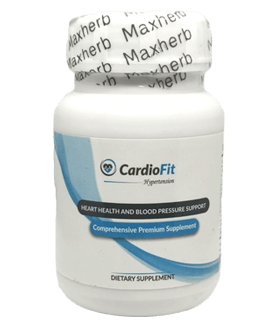 Maxherb Maxherb Maxherb Maxherb
CardioFit
Hypertension
HEART HEALTH AND BLOOD PRESSURE SUPPORT
Comprehensive Premium Supplement
DIETARY SUPPLEMENT